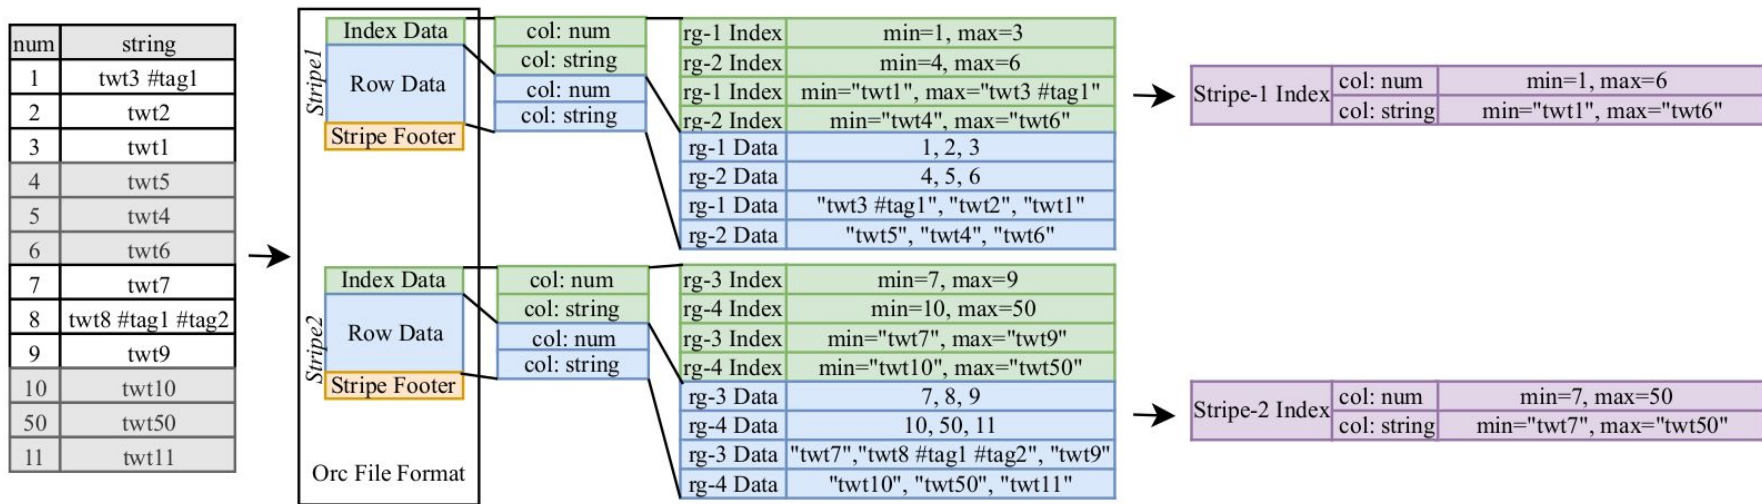 num string
1 twt3 #tag1
2 twt2
3 twt1
4 twt5
5 twt4
6 twt6
7 twt7
8 twt8 #tag1 #tag2
9 twt9
10 twt10
50 twt50
11 twt11
Stripe1
Index Data
Row Data
Stripe Footer
Stripe2
Index Data
Row Data
Stripe Footer
Orc File Format
col: num
col: string
col: num
col: string
col: num
col: string
col: num
col: string
rg-1 Index min=1, max=3
rg-2 Index min=4, max=6
rg-1 Index min="twt1", max="twt3 #tag1"
rg-2 Index min="twt4", max="twt6"
rg-1 Data 1, 2, 3
rg-2 Data 4, 5, 6
rg-1 Data "twt3 #tag1", "twt2", "twt1"
rg-2 Data "twt5", "twt4", "twt6"
rg-3 Index min=7, max=9
rg-4 Index min=10, max=50
rg-3 Index min="twt7", max="twt9"
rg-4 Index min="twt10", max="twt50"
rg-3 Data 7, 8, 9
rg-4 Data 10, 50, 11
rg-3 Data "twt7","twt8 #tag1 #tag2", "twt9"
rg-4 Data "twt10", "twt50", "twt11"
Stripe-1 Index
col: num min=1, max=6
col: string min="twt1", max="twt6"
Stripe-2 Index
col: num min=7, max=50
col: string min="twt7", max="twt50"